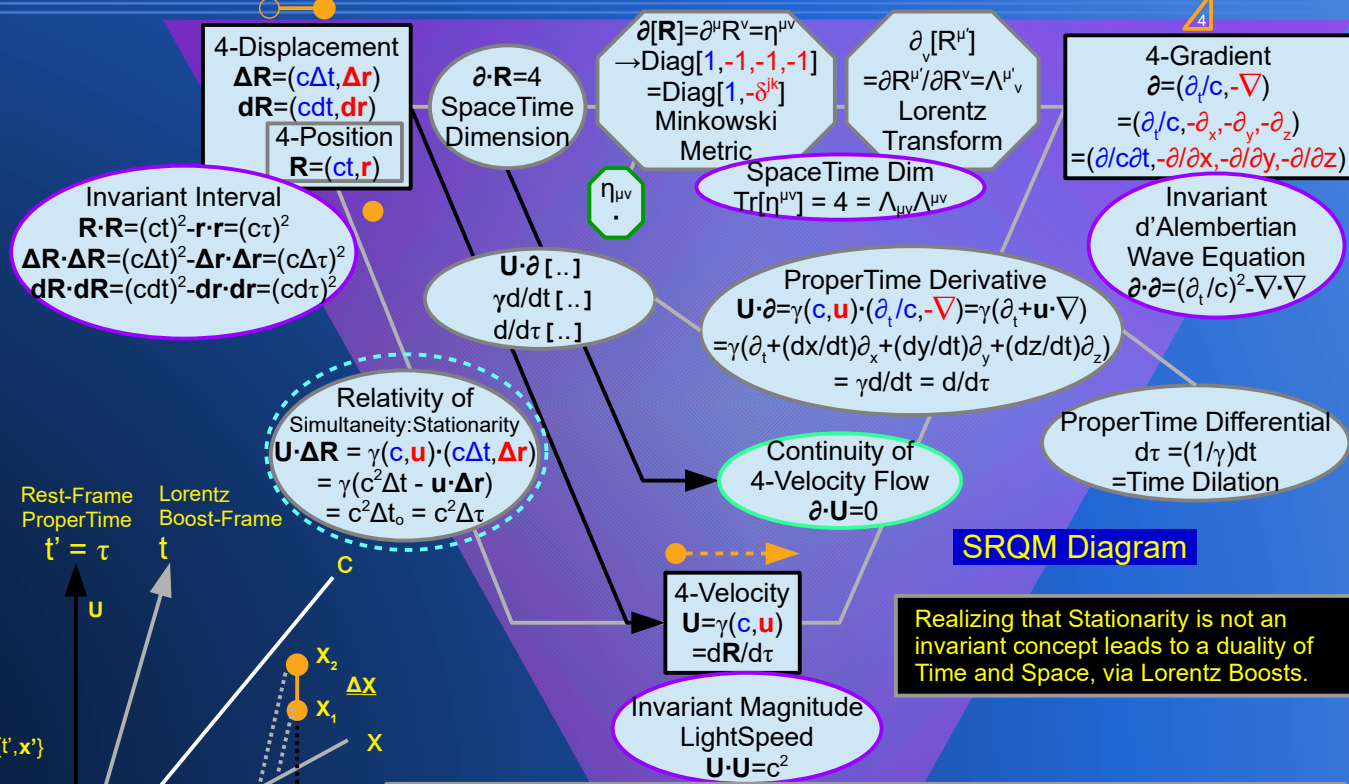 4-Displacement
ΔR=(cΔt,Δr)
dR=(cdt,dr)
4-Position
R=(ct,r)
∂·R=4
SpaceTime
Dimension
∂[R]=∂^μR^ν=η^μν
→Diag[1,-1,-1,-1]
=Diag[1,-δ^jk]
Minkowski
Metric
∂_ν[R^μ']
=∂R^μ'/∂R^ν=Λ^μ'_ν
Lorentz
Transform
4
4-Gradient
∂=(∂_t/c,-∇)
=(∂_t/c,-∂_x,-∂_y,-∂_z)
=(∂/c∂t,-∂/∂x,-∂/∂y,-∂/∂z)
Invariant Interval
R·R=(ct)²-r·r=(cτ)²
ΔR·ΔR=(cΔt)²-Δr·Δr=(cΔτ)²
dR·dR=(cdt)²-dr·dr=(cdτ)²
η_μν
·
SpaceTime Dim
Tr[η^μν] = 4 = Λ_μνΛ^μν
Invariant
d'Alembertian
Wave Equation
∂·∂=(∂_t/c)²-∇·∇
U·∂[..]
γd/dt [..]
d/dτ [..]
ProperTime Derivative
U·∂=γ(c,u)·(∂_t/c,-∇)=γ(∂_t+u·∇)
=γ(∂_t+(dx/dt)∂_x+(dy/dt)∂_y+(dz/dt)∂_z)
= γd/dt = d/dτ
Relativity of
Simultaneity:Stationarity
U·ΔR = γ(c,u)·(cΔt,Δr)
= γ(c²Δt - u·Δr)
= c²Δt_o = c²Δτ
ProperTime Differential
dτ = (1/γ)dt
=Time Dilation
Continuity of
4-Velocity Flow
∂·U=0
SRQM Diagram
Rest-Frame
ProperTime
t' = τ
Lorentz
Boost-Frame
t
c
U
4-Velocity
U=γ(c,u)
=dR/dτ
Realizing that Stationarity is not an
invariant concept leads to a duality of
Time and Space, via Lorentz Boosts.
X₂
ΔX
X₁
x
t',x'}
Invariant Magnitude
LightSpeed
U·U=c²